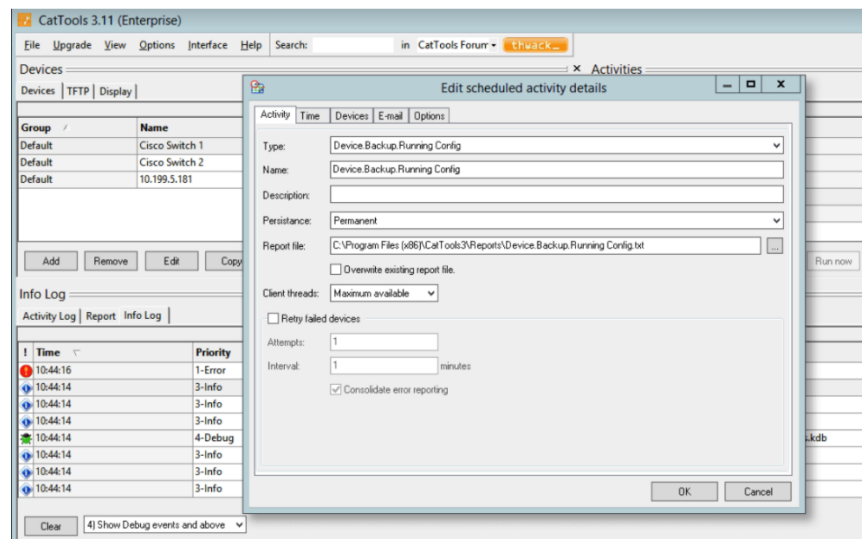 CatTools 3.11 (Enterprise)
File Upgrade View Options Interface Help Search: in CatTools Forum thwack...
Devices
× Activities
Devices TFTP Display
Group Name
Default Cisco Switch 1
Default Cisco Switch 2
Default 10.199.5.181
Add Remove Edit Copy
Run now
Info Log
Activity Log Report Info Log
! Time Priority
10:44:16 1-Error
10:44:14 3-Info
10:44:14 3-Info
10:44:14 3-Info
10:44:14 4-Debug
.kdb
10:44:14 3-Info
10:44:14 3-Info
10:44:14 3-Info
Clear 4) Show Debug events and above
Edit scheduled activity details
Activity Time Devices E-mail Options
Type: Device.Backup.Running Config
Name: Device.Backup.Running Config
Description:
Persistance: Permanent
Report file: C:\Program Files (x86)\CatTools3\Reports\Device.Backup.Running Config.txt ...
Overwrite existing report file.
Client threads: Maximum available
Retry failed devices
Attempts: 1
Interval: 1 minutes
Consolidate error reporting
OK Cancel